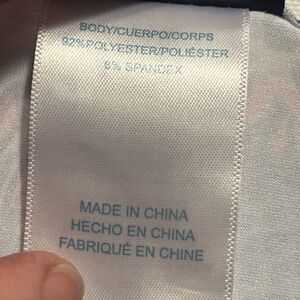 BODY/CUERPO/CORPS
92%POLYESTER/POLIÉSTER
8% SPANDEX
MADE IN CHINA
HECHO EN CHINA
FABRIQUÉ EN CHINE